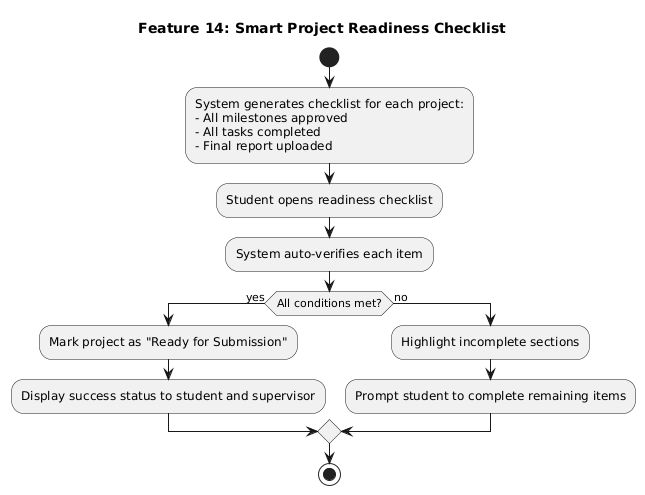 Feature 14: Smart Project Readiness Checklist
System generates checklist for each project:
- All milestones approved
- All tasks completed
- Final report uploaded
Student opens readiness checklist
System auto-verifies each item
All conditions met?
yes
no
Mark project as "Ready for Submission"
Highlight incomplete sections
Display success status to student and supervisor
Prompt student to complete remaining items